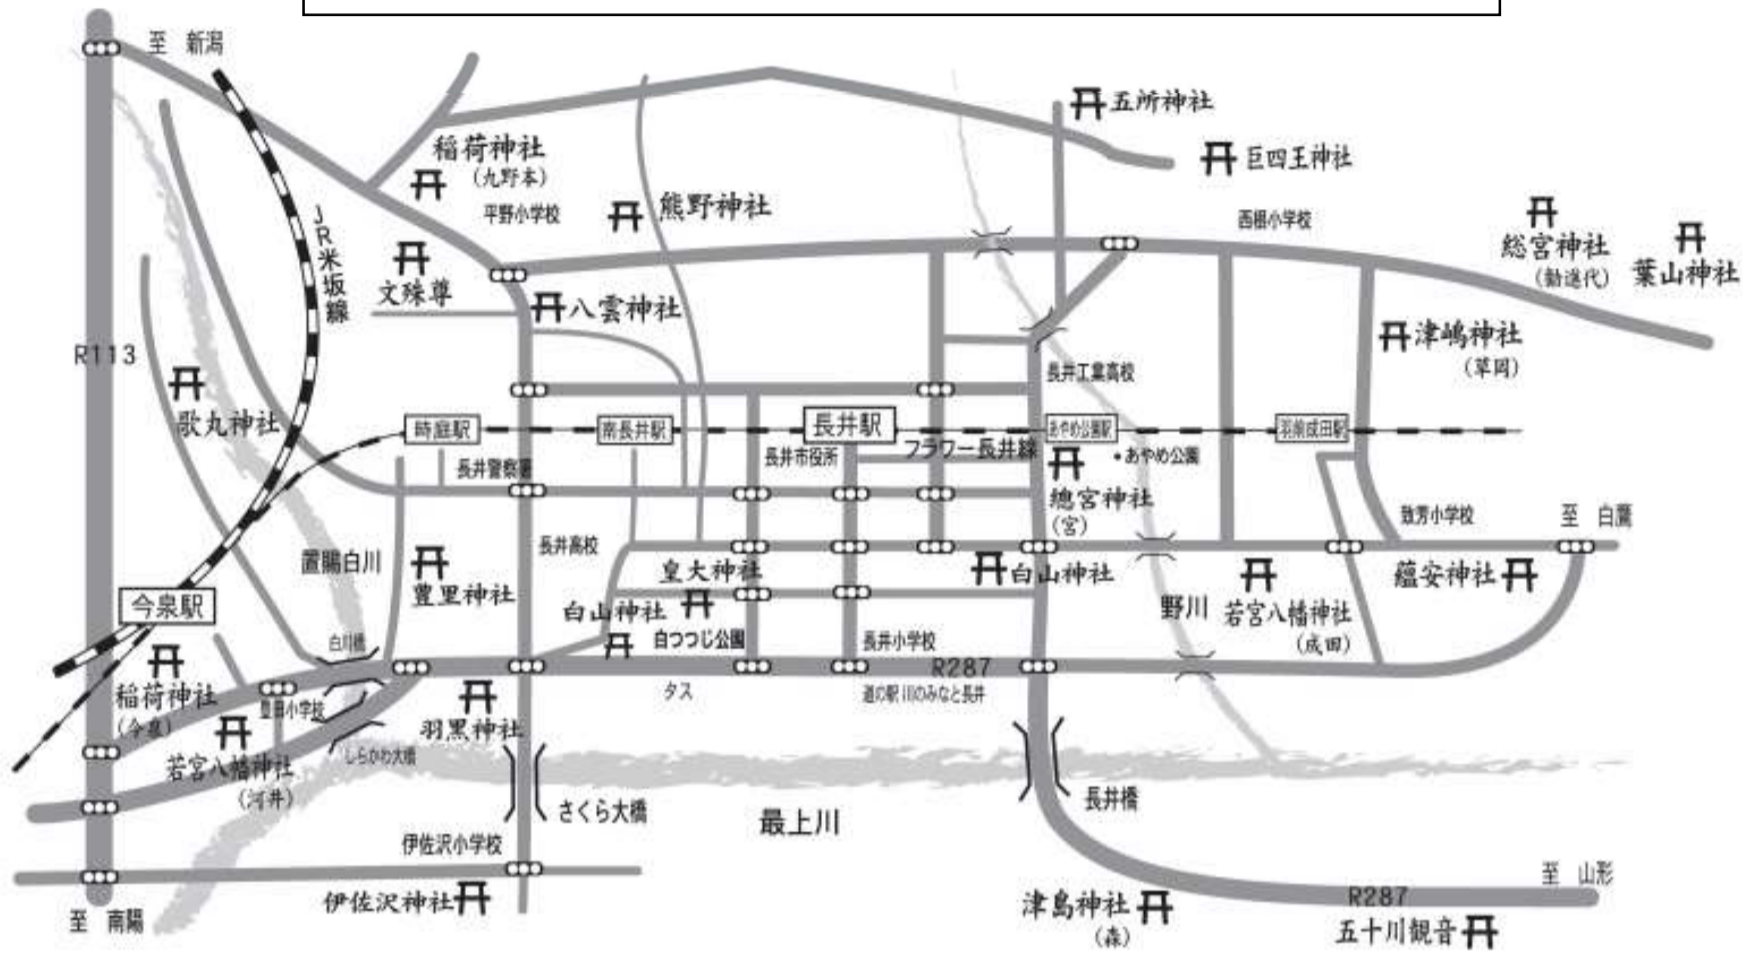 至 新潟
五所神社
巨四王神社
稲荷神社
(九野本)
平野小学校
熊野神社
西根小学校
総宮神社
(勧進代)
葉山神社
JR米坂線
文殊尊
八雲神社
津嶋神社
(草岡)
R113
長井工業高校
歌丸神社
時庭駅
南長井駅
長井駅
あやめ公園駅
羽前成田駅
長井警察署
長井市役所
フラワー長井線
あやめ公園
總宮神社
(宮)
致芳小学校
至 白鷹
置賜白川
長井高校
豊里神社
皇大神社
白山神社
蘊安神社
今泉駅
白山神社
野川
若宮八幡神社
(成田)
白川橋
白つつじ公園
長井小学校
R287
稲荷神社
(今泉)
豊田小学校
羽黒神社
タス
道の駅 川のみなと長井
若宮八幡神社
(河井)
しらかわ大橋
さくら大橋
最上川
長井橋
伊佐沢小学校
伊佐沢神社
至 南陽
津島神社
(森)
至 山形
R287
五十川観音